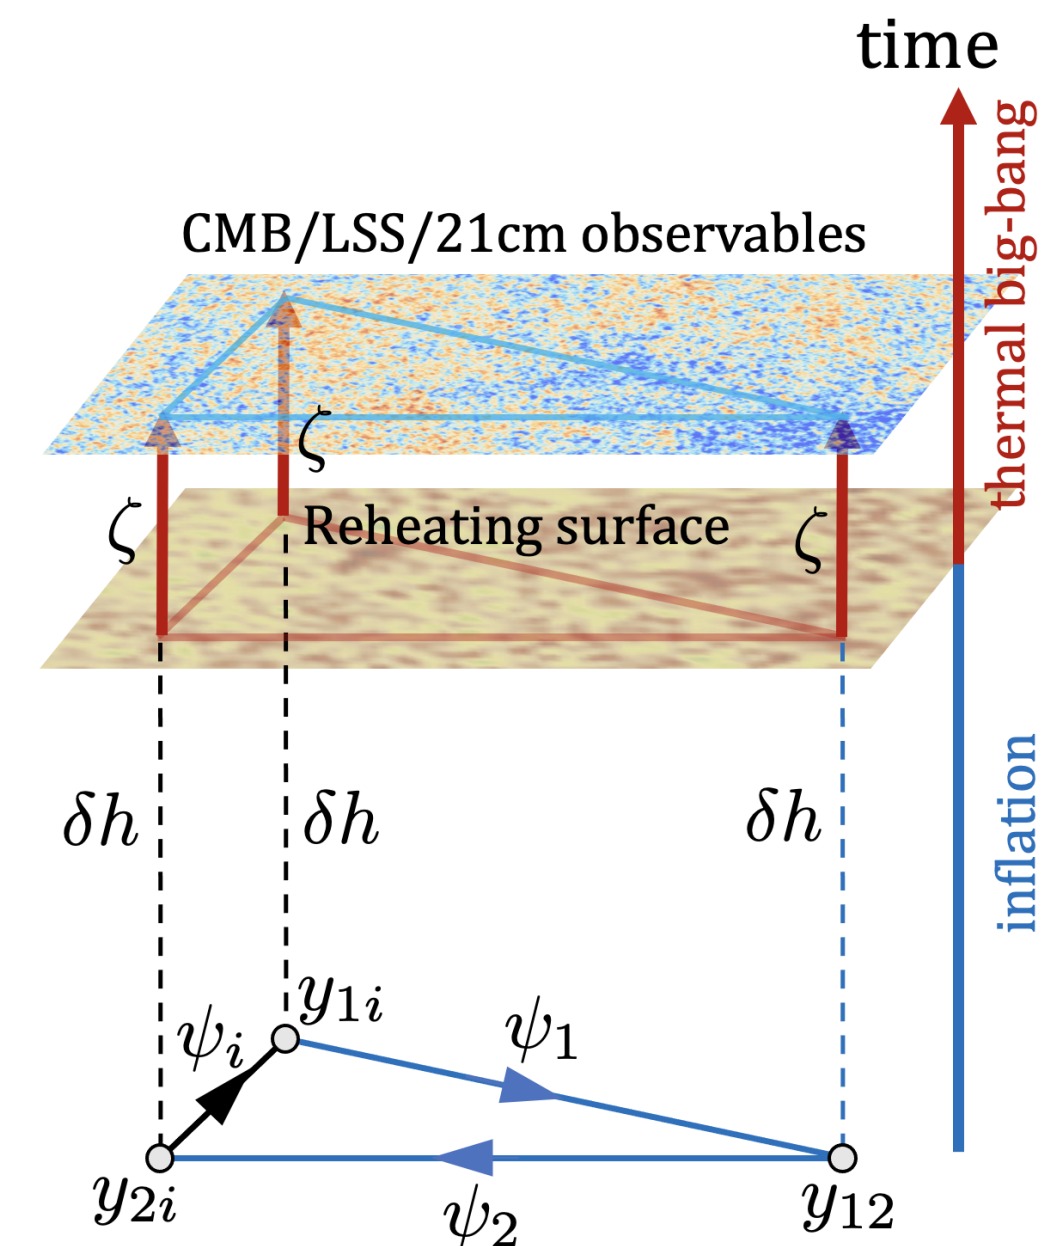 time
thermal big-bang
CMB/LSS/21cm observables
ζ
ζ
Reheating surface
ζ
δh
δh
δh
inflation
y₁ᵢ
ψᵢ
ψ₁
y₂ᵢ
ψ₂
y₁₂